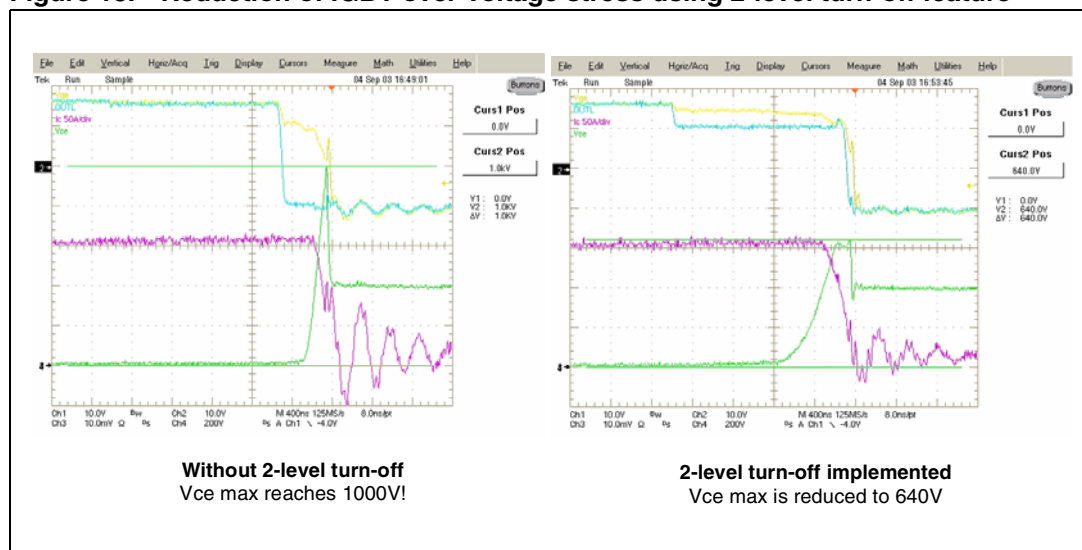 Figure 18. Reduction of IGBT over voltage stress using 2-level turn-off feature
File Edit Vertical Horiz/Acq Trig Display Cursors Measure Math Utilities Help
Tek Run Sample 04 Sep 03 16:49:01
Buttons
Vge
OUTL
Ic 50A/div
Vce
Curs1 Pos
0.0V
Curs2 Pos
1.0kV
V1: 0.0V
V2: 1.0KV
ΔV: 1.0KV
2
Ch1 10.0V Bw Ch2 10.0V M 400ns 125MS/s 8.0ns/pt
Ch3 10.0mV Ω Ch4 200V A Ch1 -4.0V
Without 2-level turn-off
Vce max reaches 1000V!
File Edit Vertical Horiz/Acq Trig Display Cursors Measure Math Utilities Help
Tek Run Sample 04 Sep 03 16:53:45
Buttons
Vge
OUTL
Ic 50A/div
Vce
Curs1 Pos
0.0V
Curs2 Pos
640.0V
V1: 0.0V
V2: 640.0V
ΔV: 640.0V
2
Ch1 10.0V Bw Ch2 10.0V M 400ns 125MS/s 8.0ns/pt
Ch3 10.0mV Ω Ch4 200V A Ch1 -4.0V
2-level turn-off implemented
Vce max is reduced to 640V